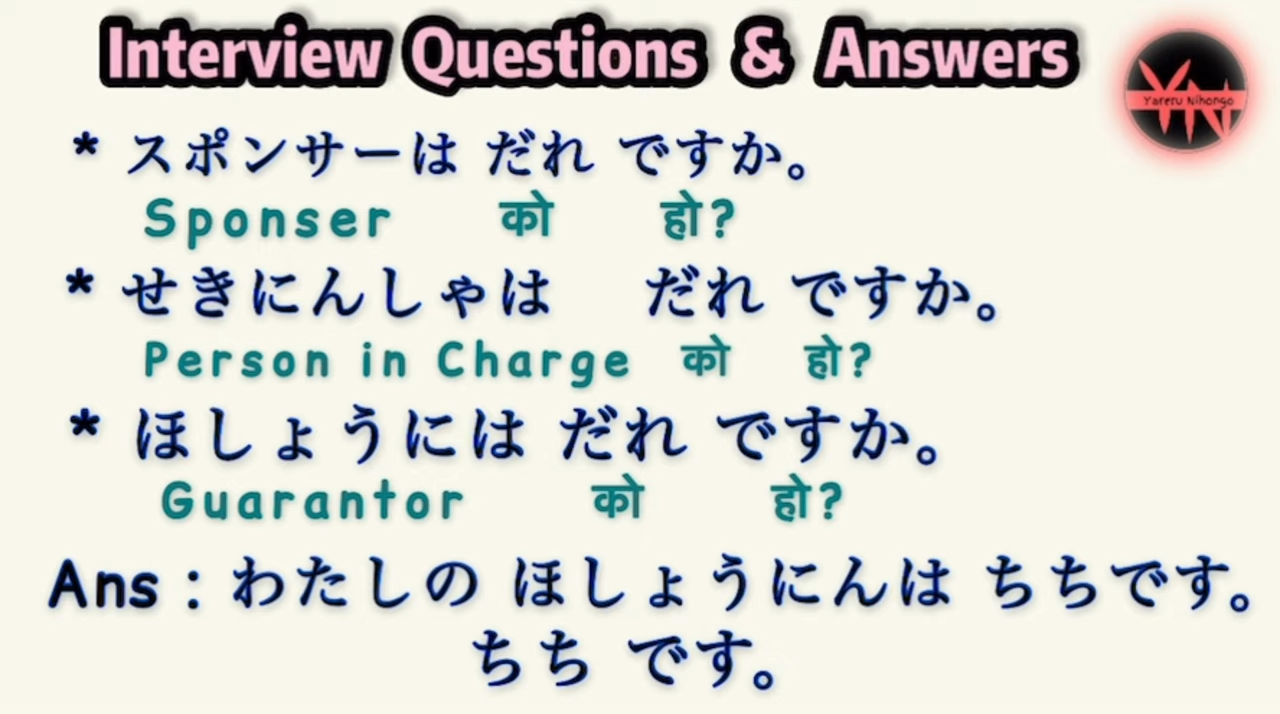 Interview Questions & Answers
Yareru Nihongo
* スポンサーは だれ ですか。
Sponser को हो?
* せきにんしゃは だれ ですか。
Person in Charge को हो?
* ほしょうには だれ ですか。
Guarantor को हो?
Ans : わたしの ほしょうにんは ちちです。
ちち です。